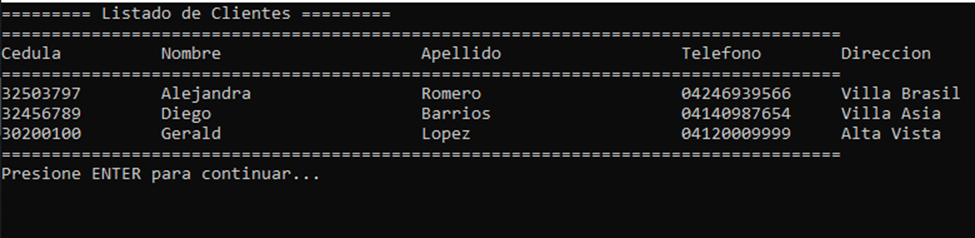 ========= Listado de Clientes =========
====================================================================================
Cedula          Nombre                    Apellido                  Telefono        Direccion
====================================================================================
32503797        Alejandra                 Romero                    04246939566     Villa Brasil
32456789        Diego                     Barrios                   04140987654     Villa Asia
30200100        Gerald                    Lopez                     04120009999     Alta Vista
====================================================================================
Presione ENTER para continuar...